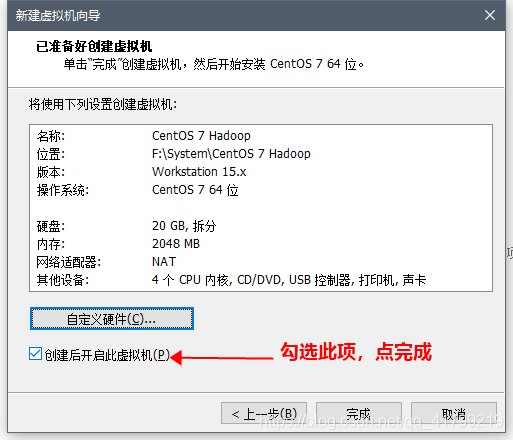 新建虚拟机向导
已准备好创建虚拟机
单击“完成”创建虚拟机，然后开始安装 CentOS 7 64 位。
将使用下列设置创建虚拟机:
名称: CentOS 7 Hadoop
位置: F:\System\CentOS 7 Hadoop
版本: Workstation 15.x
操作系统: CentOS 7 64 位
硬盘: 20 GB, 拆分
内存: 2048 MB
网络适配器: NAT
其他设备: 4 个 CPU 内核, CD/DVD, USB 控制器, 打印机, 声卡
自定义硬件(C)...
创建后开启此虚拟机(P)
勾选此项，点完成
< 上一步(B) 完成 取消
https://blog.csdn.net/qq_41799219